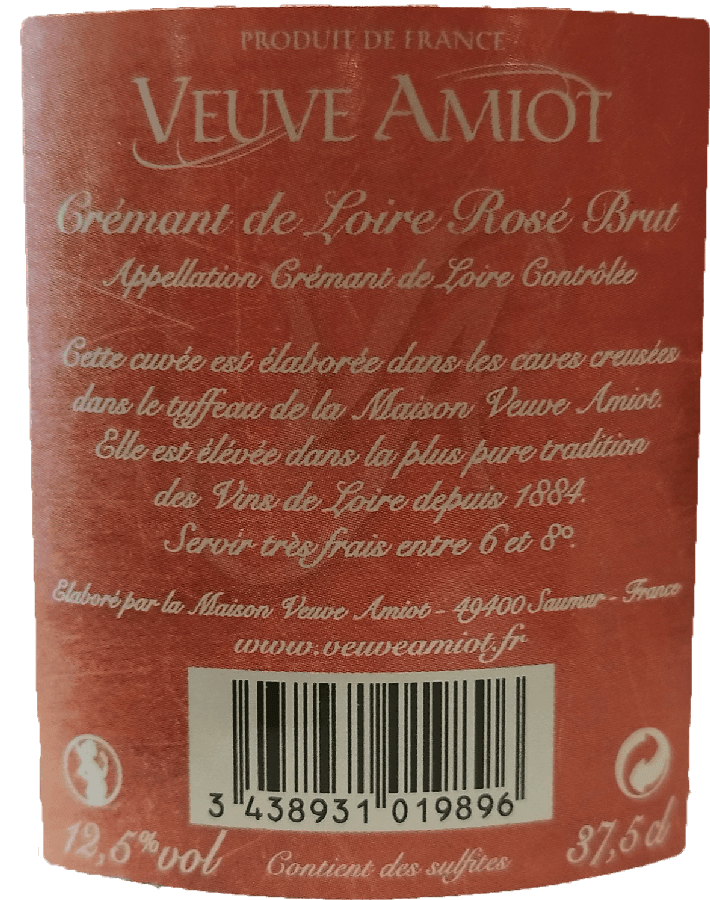 PRODUIT DE FRANCE
VEUVE AMIOT
Crémant de Loire Rosé Brut
Appellation Crémant de Loire Contrôlée
Cette cuvée est élaborée dans les caves creusées
dans le tuffeau de la Maison Veuve Amiot.
Elle est élévée dans la plus pure tradition
des Vins de Loire depuis 1884.
Servir très frais entre 6 et 8°.
Elaboré par la Maison Veuve Amiot - 49400 Saumur - France
www.veuveamiot.fr
3 438931 019896
12,5% vol
Contient des sulfites
37,5 cl